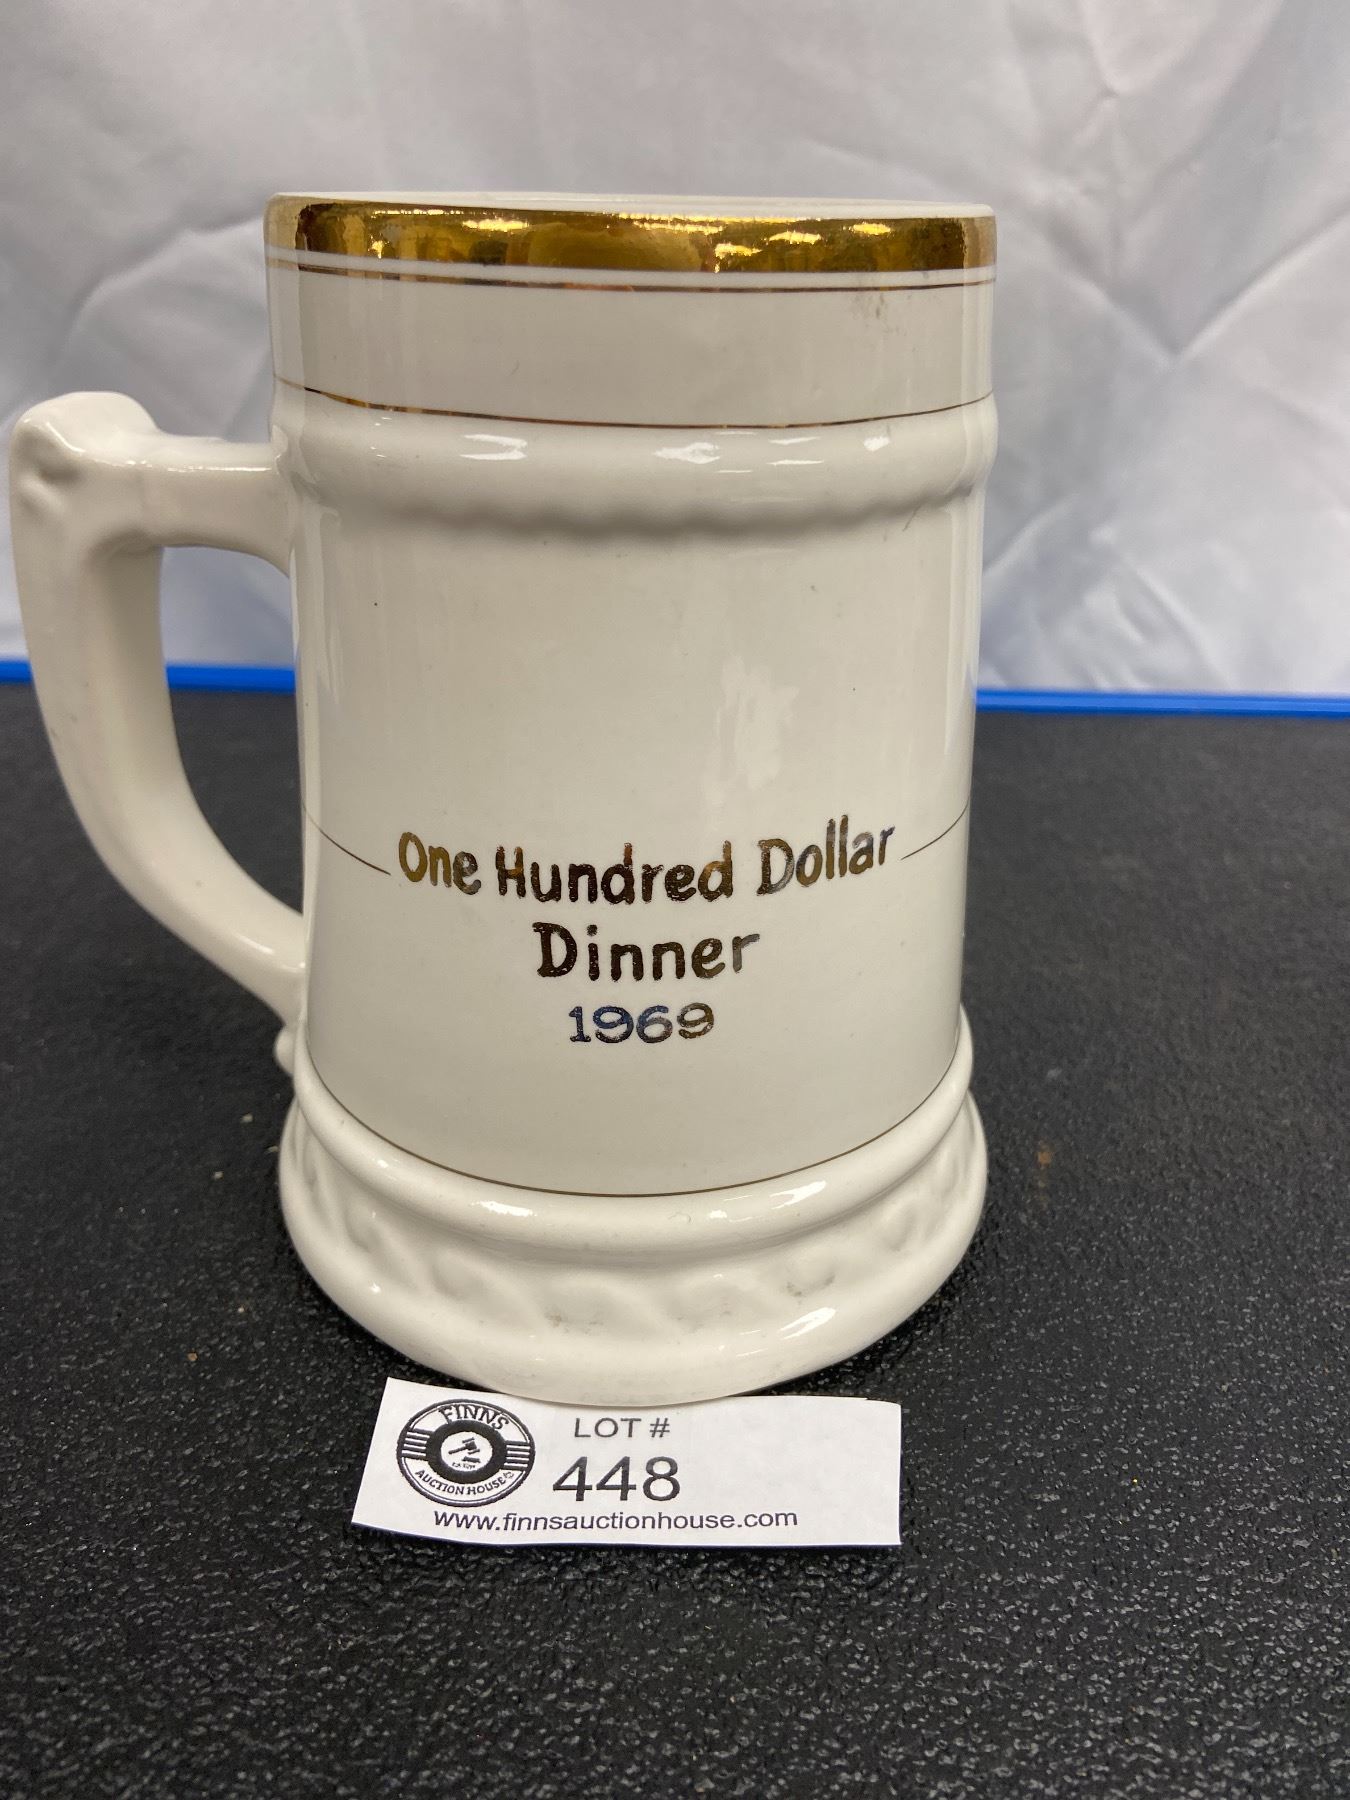 One Hundred Dollar
Dinner
1969
FINNS
AUCTION HOUSE
LOT #
448
www.finnsauctionhouse.com